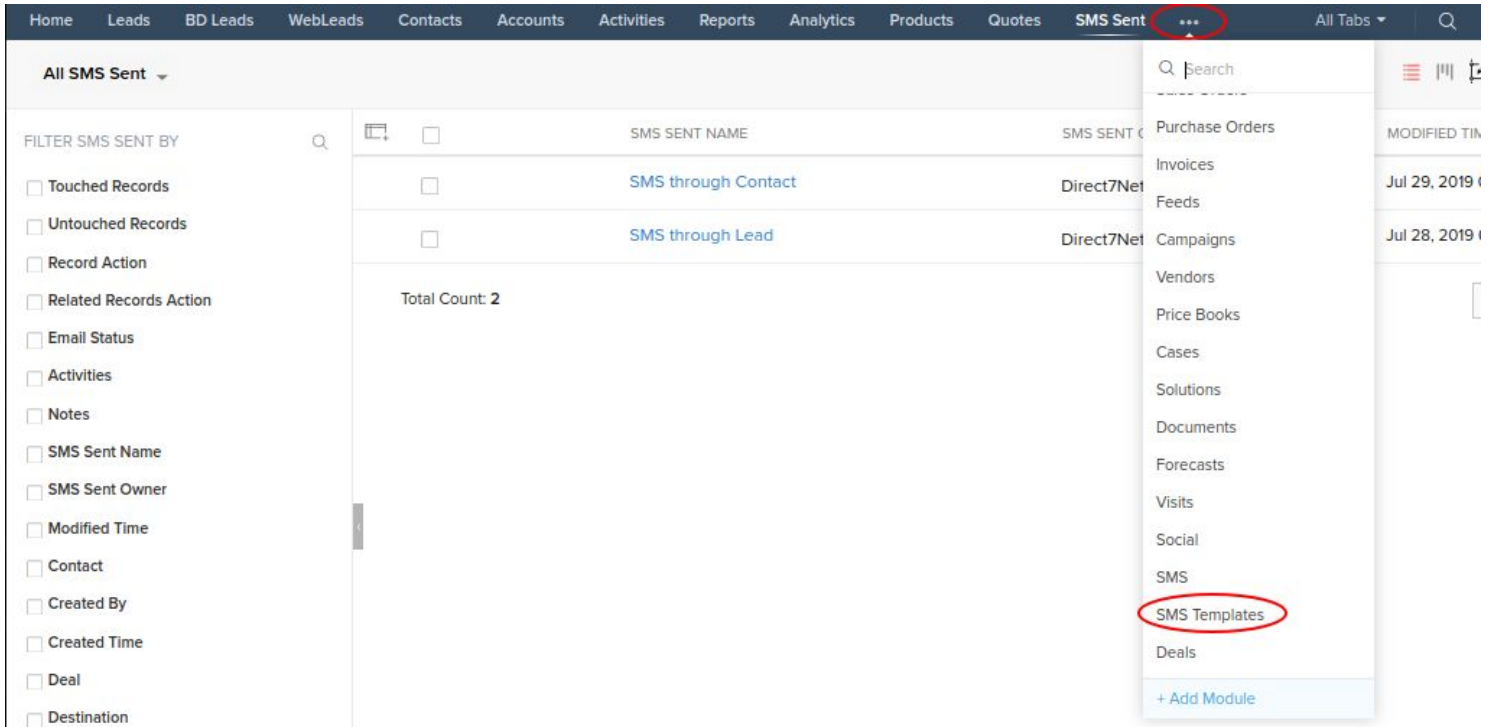 Home Leads BD Leads WebLeads Contacts Accounts Activities Reports Analytics Products Quotes SMS Sent ••• All Tabs
All SMS Sent
FILTER SMS SENT BY
Touched Records
Untouched Records
Record Action
Related Records Action
Email Status
Activities
Notes
SMS Sent Name
SMS Sent Owner
Modified Time
Contact
Created By
Created Time
Deal
Destination
SMS SENT NAME SMS SENT MODIFIED
SMS through Contact Direct7Net Jul 29, 2019
SMS through Lead Direct7Net Jul 28, 2019
Total Count: 2
Search
Purchase Orders
Invoices
Feeds
Campaigns
Vendors
Price Books
Cases
Solutions
Documents
Forecasts
Visits
Social
SMS
SMS Templates
Deals
+ Add Module